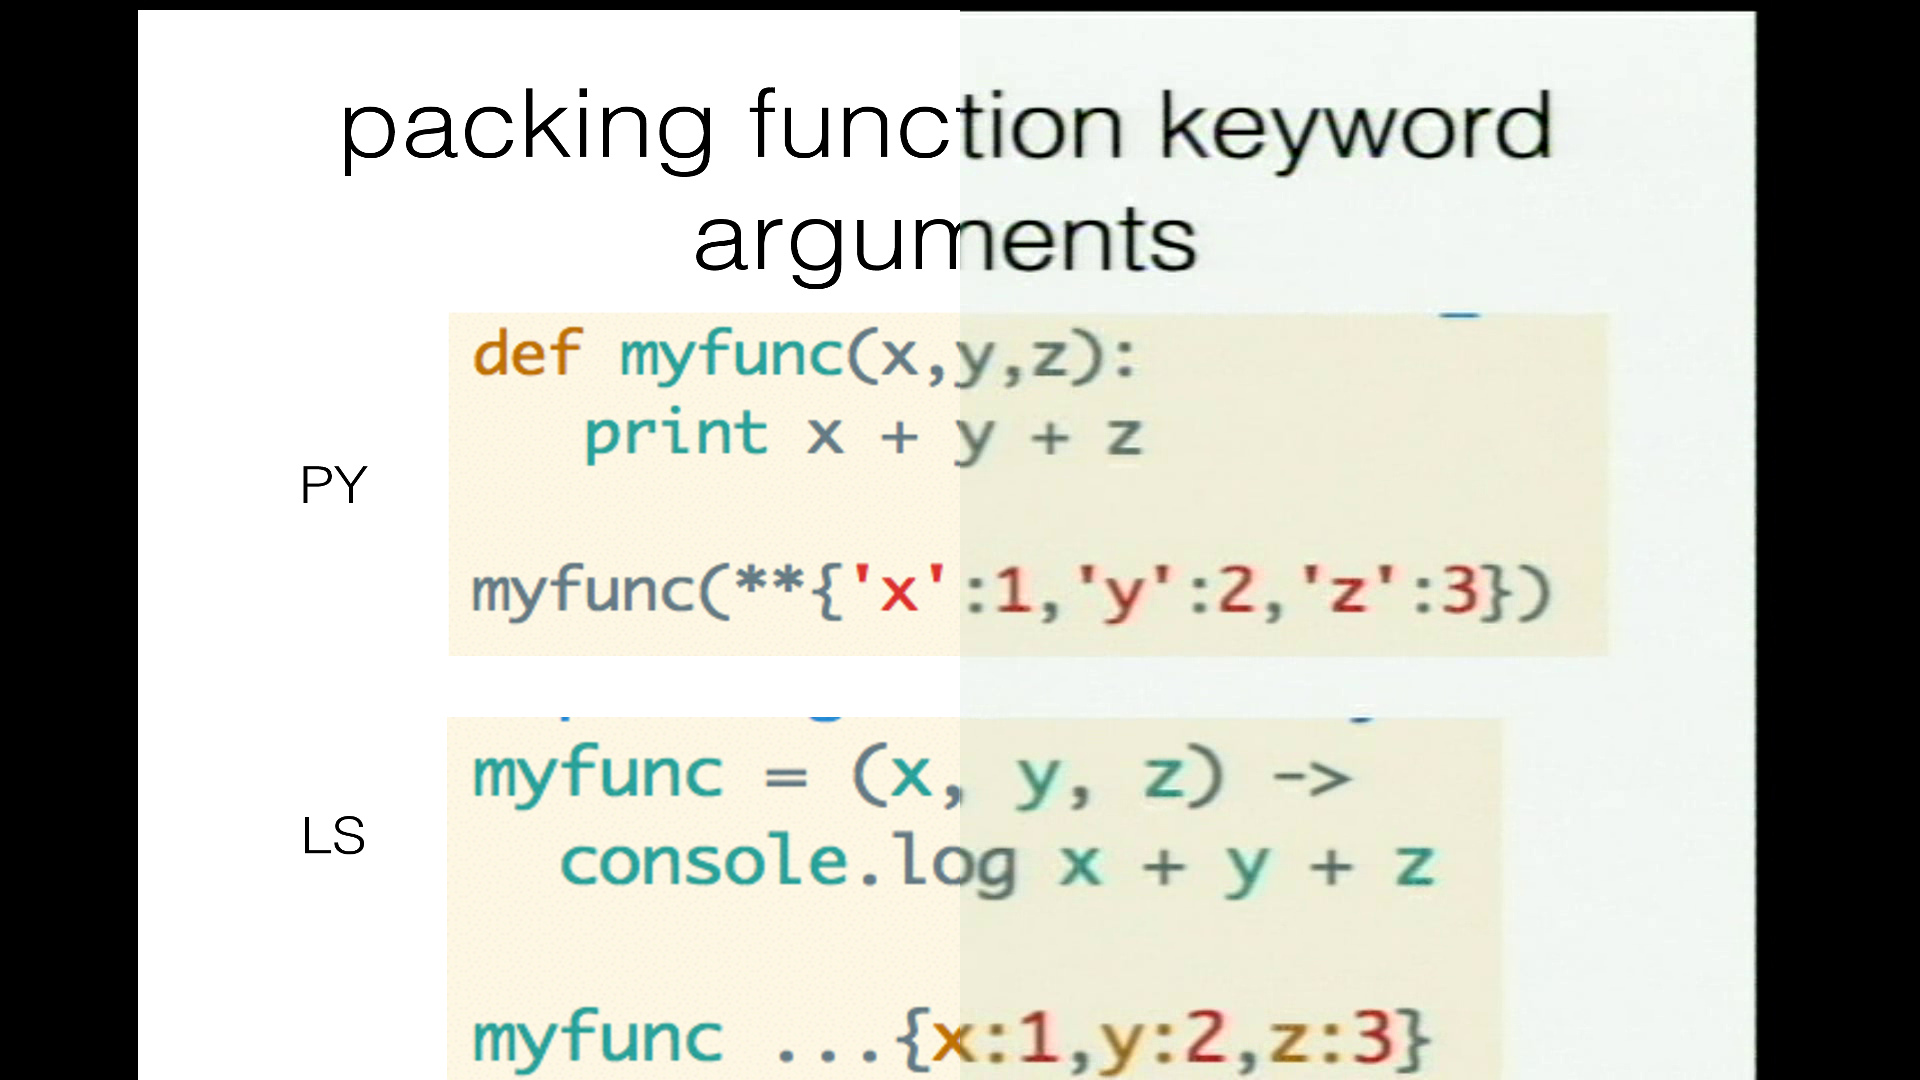 packing function keyword
arguments
def myfunc(x,y,z):
print x + y + z
PY
myfunc(**{'x':1,'y':2,'z':3})
myfunc = (x, y, z) ->
LS
console.log x + y + z
myfunc ...{x:1,y:2,z:3}